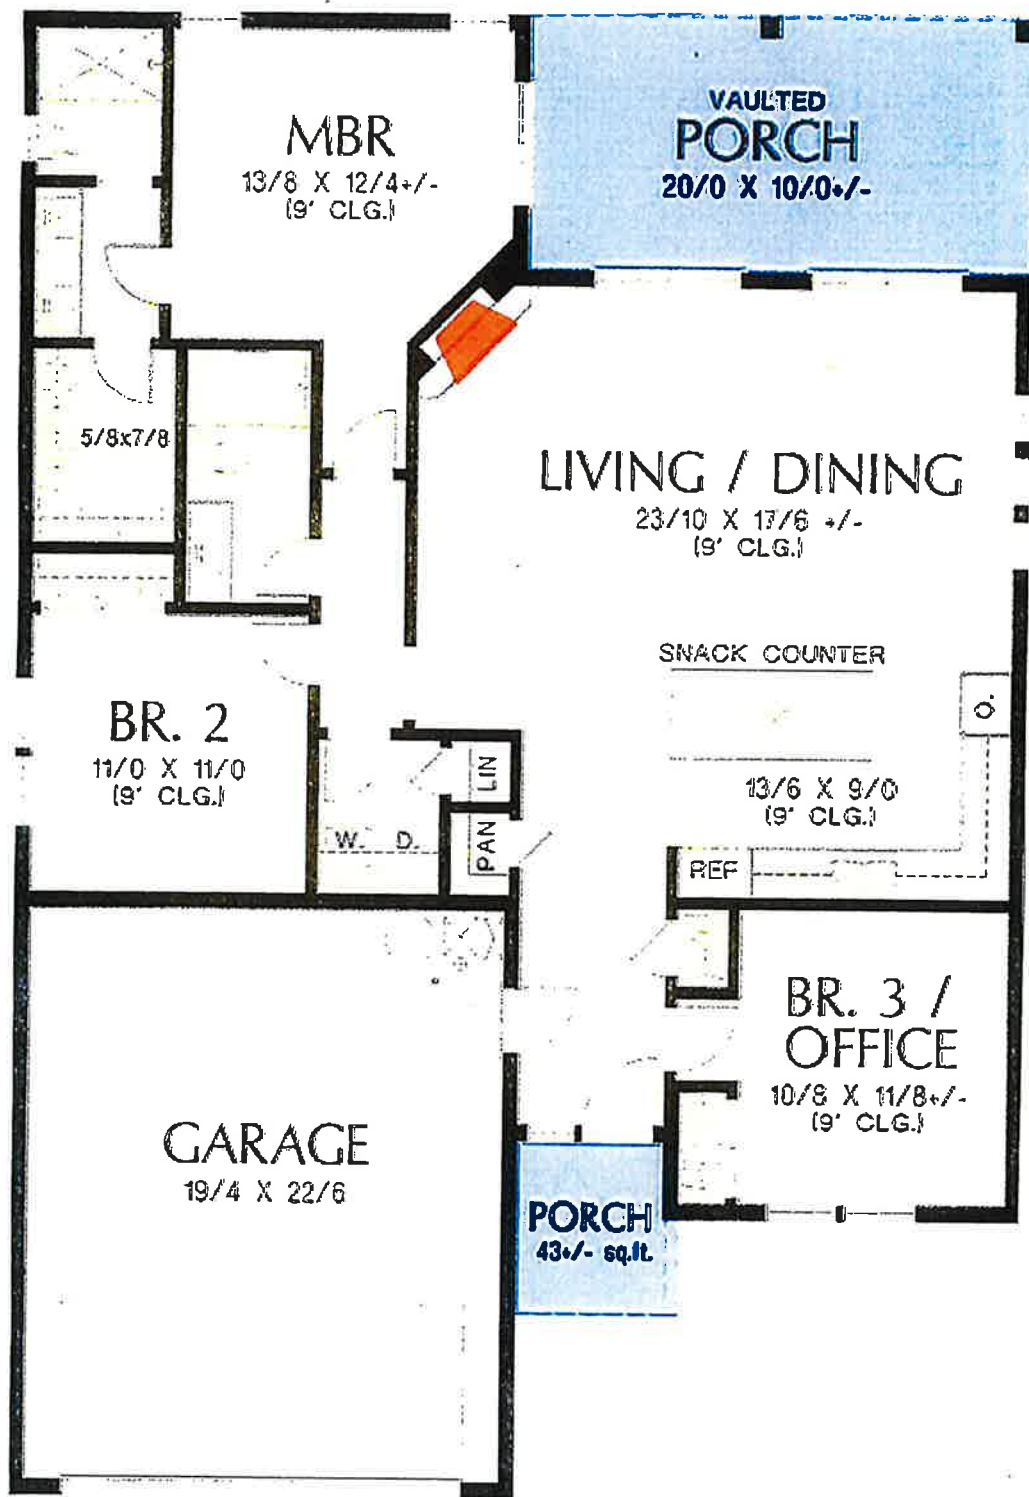 MBR
13/8 X 12/4+/-
(9' CLG.)
VAULTED
PORCH
20/0 X 10/0+/-
5/8x7/8
LIVING / DINING
23/10 X 17/6 +/-
(9' CLG.)
SNACK COUNTER
O.
BR. 2
11/0 X 11/0
(9' CLG.)
LIN
13/6 X 9/0
(9' CLG.)
W. D.
PAN
REF
BR. 3 /
OFFICE
10/8 X 11/8+/-
(9' CLG.)
GARAGE
19/4 X 22/6
PORCH
43+/- sq.ft.